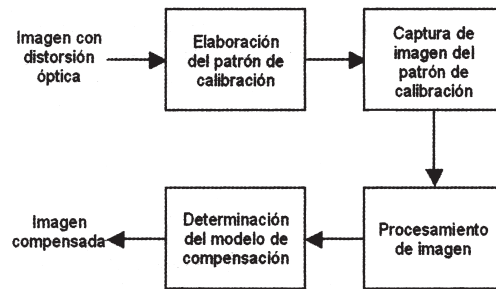 Imagen con
distorsión
óptica
Elaboración
del patrón de
calibración
Captura de
imagen del
patrón de
calibración
Procesamiento
de imagen
Determinación
del modelo de
compensación
Imagen
compensada